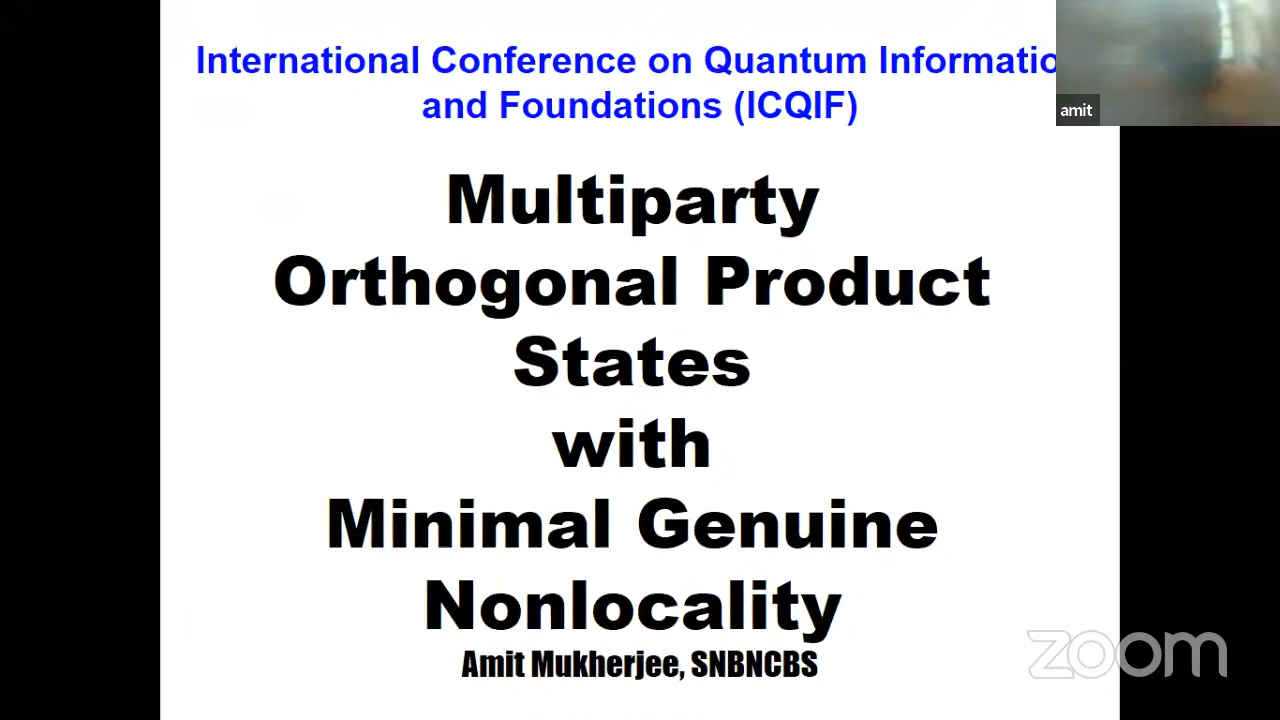 International Conference on Quantum Informatio
and Foundations (ICQIF)
amit
Multiparty
Orthogonal Product
States
with
Minimal Genuine
Nonlocality
Amit Mukherjee, SNBNCBS
zoom